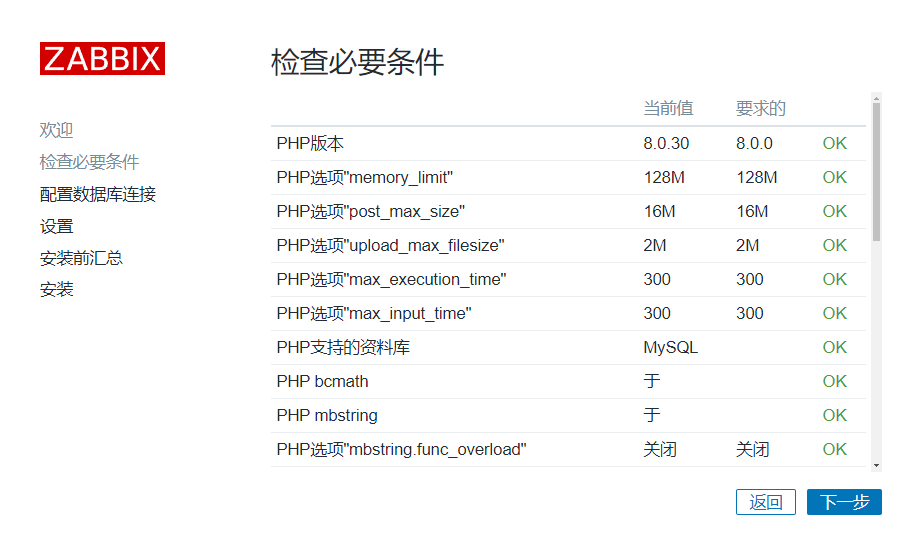 ZABBIX
检查必要条件
欢迎
检查必要条件
配置数据库连接
设置
安装前汇总
安装
当前值 要求的
PHP版本 8.0.30 8.0.0 OK
PHP选项"memory_limit" 128M 128M OK
PHP选项"post_max_size" 16M 16M OK
PHP选项"upload_max_filesize" 2M 2M OK
PHP选项"max_execution_time" 300 300 OK
PHP选项"max_input_time" 300 300 OK
PHP支持的资料库 MySQL OK
PHP bcmath 于 OK
PHP mbstring 于 OK
PHP选项"mbstring.func_overload" 关闭 关闭 OK
返回 下一步